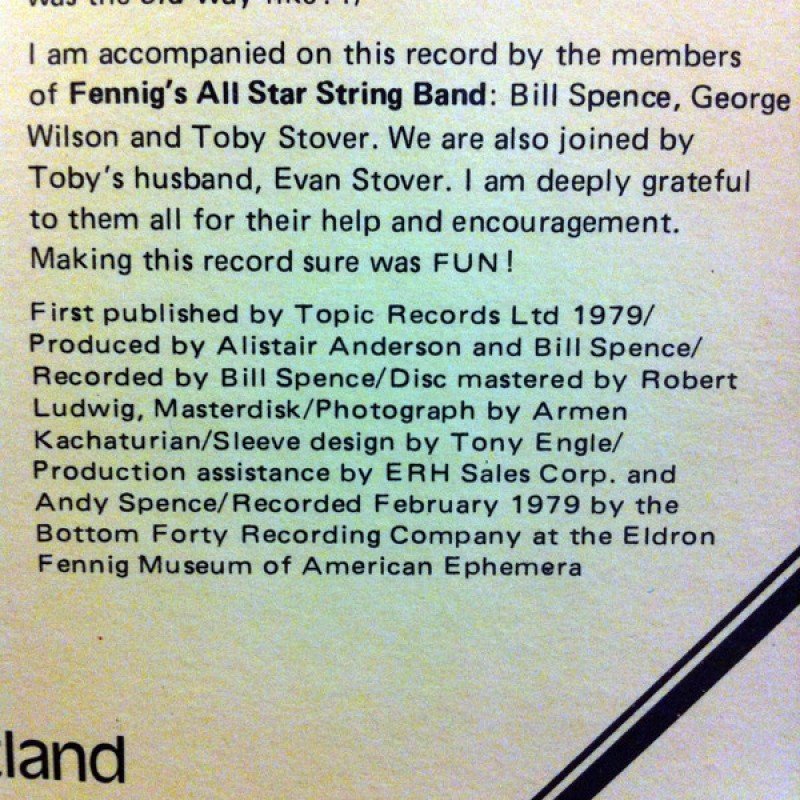 I am accompanied on this record by the members
of Fennig's All Star String Band: Bill Spence, George
Wilson and Toby Stover. We are also joined by
Toby's husband, Evan Stover. I am deeply grateful
to them all for their help and encouragement.
Making this record sure was FUN!
First published by Topic Records Ltd 1979/
Produced by Alistair Anderson and Bill Spence/
Recorded by Bill Spence/Disc mastered by Robert
Ludwig, Masterdisk/Photograph by Armen
Kachaturian/Sleeve design by Tony Engle/
Production assistance by ERH Sales Corp. and
Andy Spence/Recorded February 1979 by the
Bottom Forty Recording Company at the Eldron
Fennig Museum of American Ephemera
land